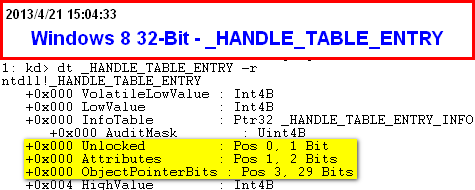 2013/4/21 15:04:33
Windows 8 32-Bit - _HANDLE_TABLE_ENTRY
1: kd> dt _HANDLE_TABLE_ENTRY -r
ntdll!_HANDLE_TABLE_ENTRY
+0x000 VolatileLowValue : Int4B
+0x000 LowValue : Int4B
+0x000 InfoTable : Ptr32 _HANDLE_TABLE_ENTRY_INFO
+0x000 AuditMask : Uint4B
+0x000 Unlocked : Pos 0, 1 Bit
+0x000 Attributes : Pos 1, 2 Bits
+0x000 ObjectPointerBits : Pos 3, 29 Bits
+0x004 HighValue : Int4B